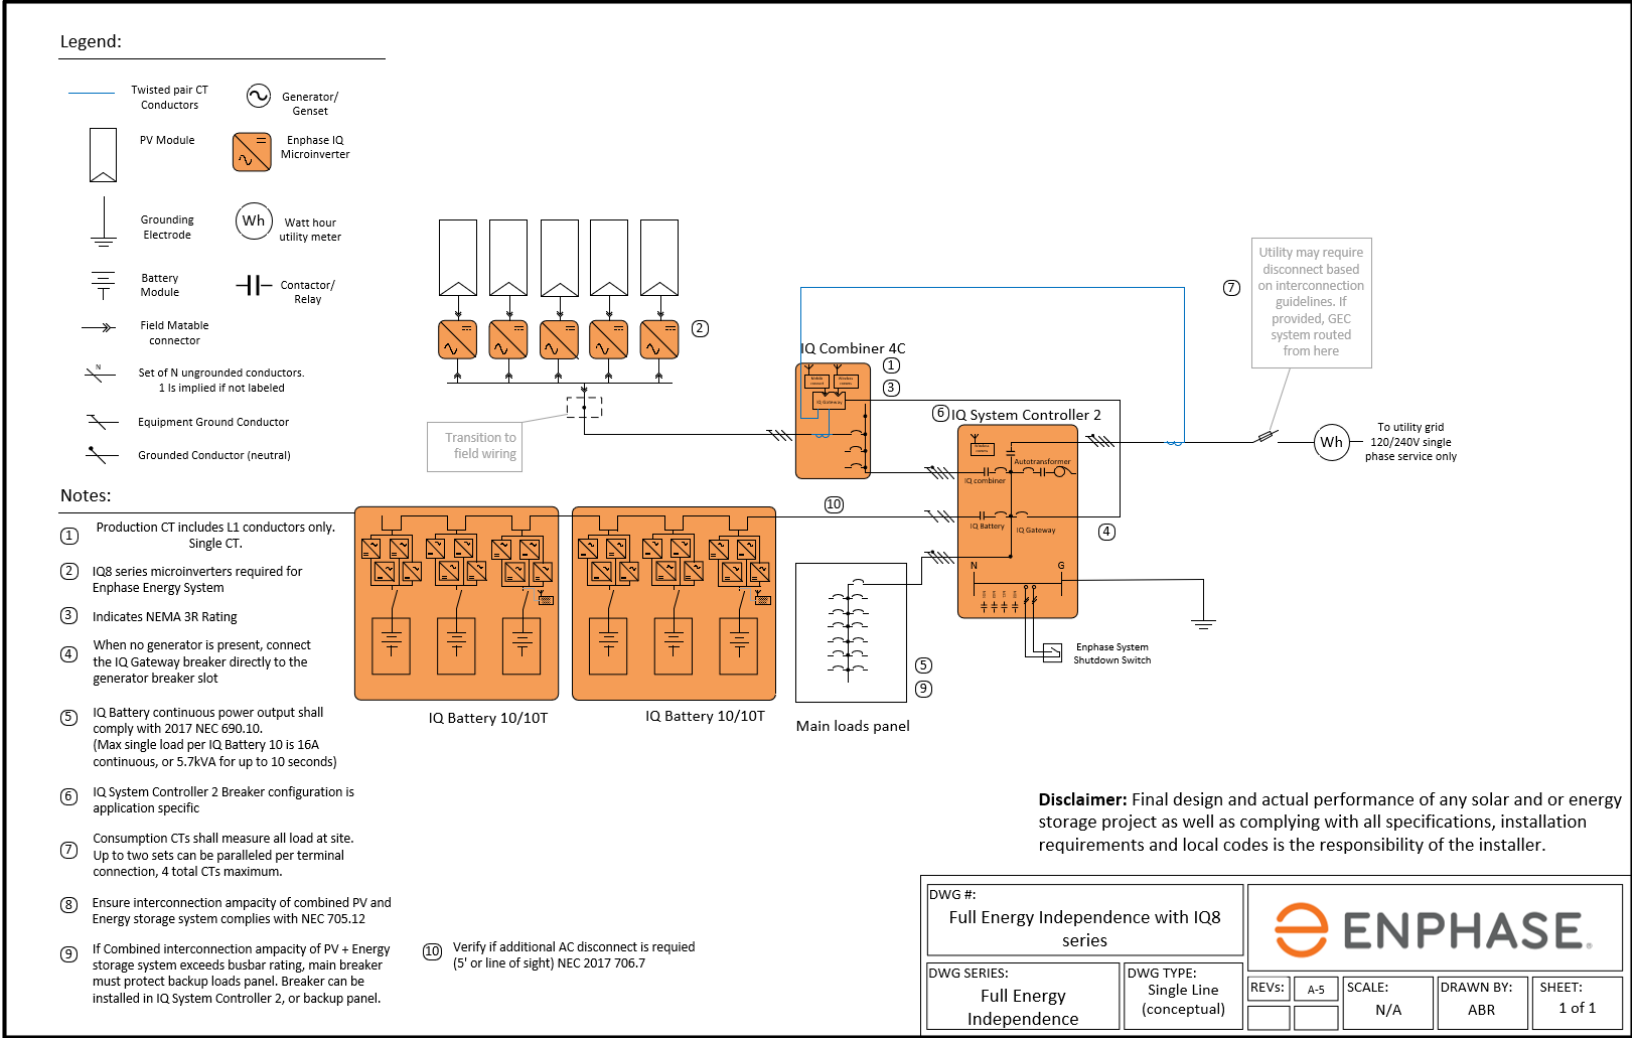 Legend:
Twisted pair CT
Conductors
Generator/
Genset
PV Module
Enphase IQ
Microinverter
Grounding
Electrode
Wh
Watt hour
utility meter
Battery
Module
Contactor/
Relay
Field Matable
connector
N
Set of N ungrounded conductors.
1 Is implied if not labeled
Equipment Ground Conductor
Grounded Conductor (neutral)
Notes:
1
Production CT includes L1 conductors only.
Single CT.
2
IQ8 series microinverters required for
Enphase Energy System
3
Indicates NEMA 3R Rating
4
When no generator is present, connect
the IQ Gateway breaker directly to the
generator breaker slot
5
IQ Battery continuous power output shall
comply with 2017 NEC 690.10.
(Max single load per IQ Battery 10 is 16A
continuous, or 5.7kVA for up to 10 seconds)
6
IQ System Controller 2 Breaker configuration is
application specific
7
Consumption CTs shall measure all load at site.
Up to two sets can be paralleled per terminal
connection, 4 total CTs maximum.
8
Ensure interconnection ampacity of combined PV and
Energy storage system complies with NEC 705.12
9
If Combined interconnection ampacity of PV + Energy
storage system exceeds busbar rating, main breaker
must protect backup loads panel. Breaker can be
installed in IQ System Controller 2, or backup panel.
10
Verify if additional AC disconnect is requied
(5' or line of sight) NEC 2017 706.7
2
Transition to
field wiring
IQ Combiner 4C
1
3
IQ Gateway
6
IQ System Controller 2
Autotransformer
IQ combiner
IQ Battery
IQ Gateway
N
G
4
10
7
Utility may require
disconnect based
on interconnection
guidelines. If
provided, GEC
system routed
from here
Wh
To utility grid
120/240V single
phase service only
Enphase System
Shutdown Switch
IQ Battery 10/10T
IQ Battery 10/10T
5
9
Main loads panel
Disclaimer: Final design and actual performance of any solar and or energy
storage project as well as complying with all specifications, installation
requirements and local codes is the responsibility of the installer.
DWG #:
Full Energy Independence with IQ8
series
ENPHASE.
DWG SERIES:
Full Energy
Independence
DWG TYPE:
Single Line
(conceptual)
REVs:
A-5
SCALE:
N/A
DRAWN BY:
ABR
SHEET:
1 of 1